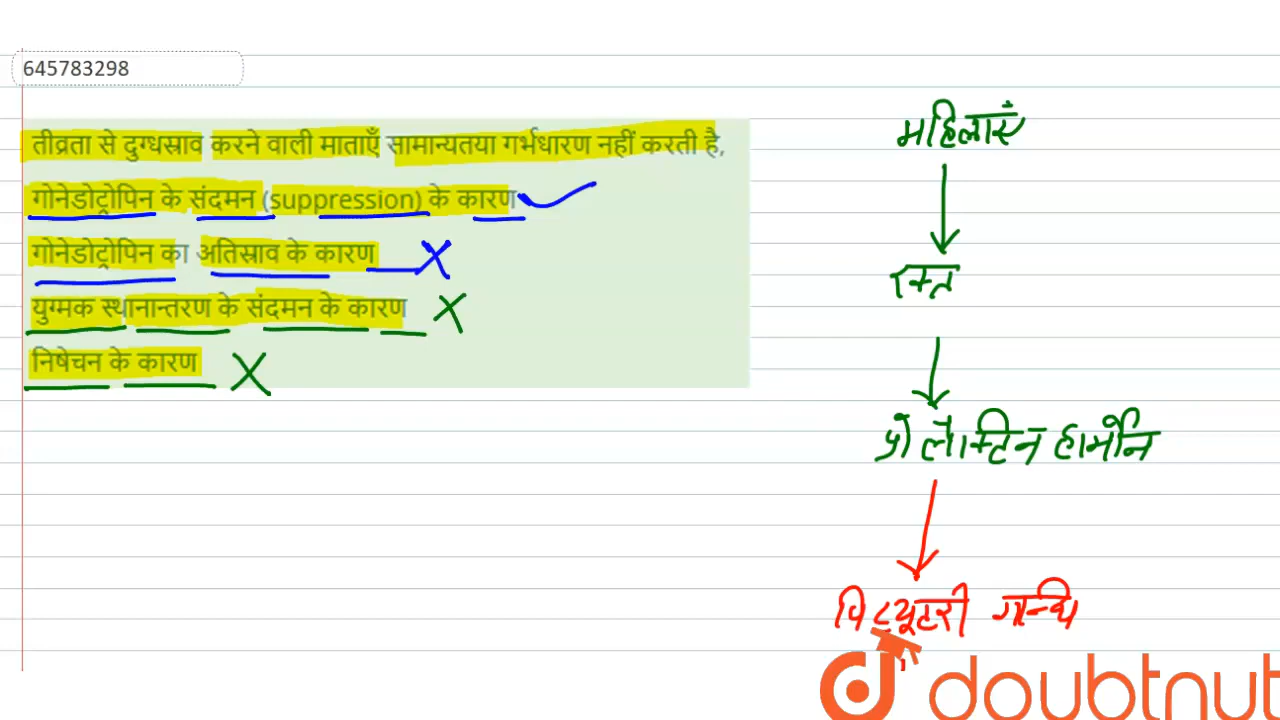 645783298
तीव्रता से दुग्धस्राव करने वाली माताएँ सामान्यतया गर्भधारण नहीं करती है,
गोनेडोट्रोपिन के संदमन (suppression) के कारण
गोनेडोट्रोपिन का अतिस्राव के कारण
युग्मक स्थानान्तरण के संदमन के कारण
निषेचन के कारण
महिलाएं
रक्त
प्रोलैक्टिन हार्मोन
पिट्यूटरी ग्रन्थि
doubtnut